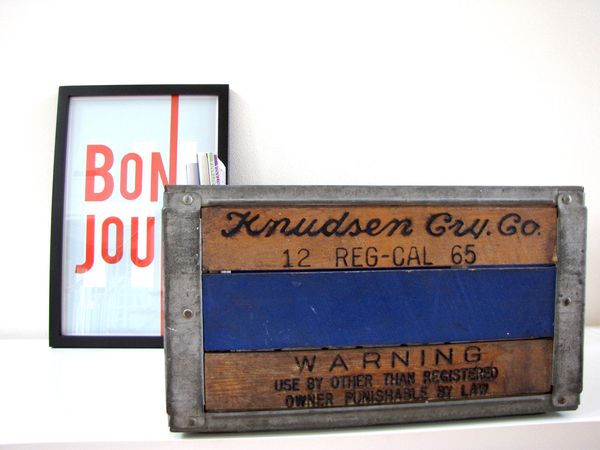 BON
JOU
Knudsen Cry. Co.
12 REG-CAL 65
WARNING
USE BY OTHER THAN REGISTERED
OWNER PUNISHABLE BY LAW